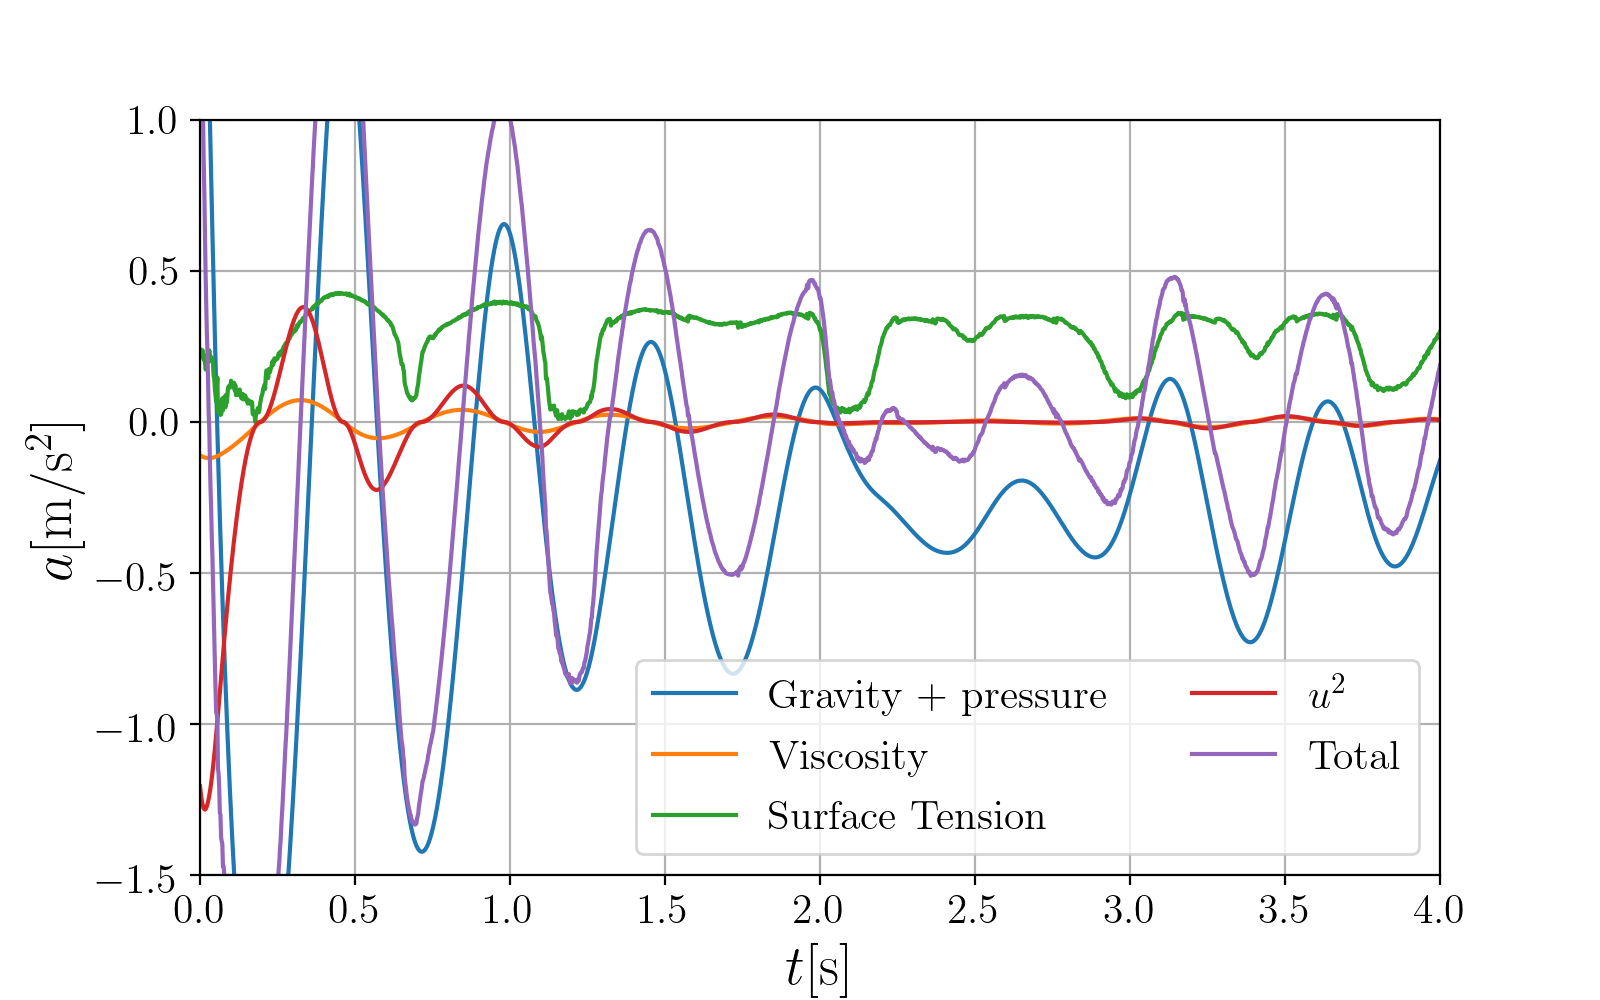 1.0
0.5
0.0
−0.5
−1.0
−1.5
a[m/s²]
0.0 0.5 1.0 1.5 2.0 2.5 3.0 3.5 4.0
t[s]
Gravity + pressure
Viscosity
Surface Tension
u²
Total